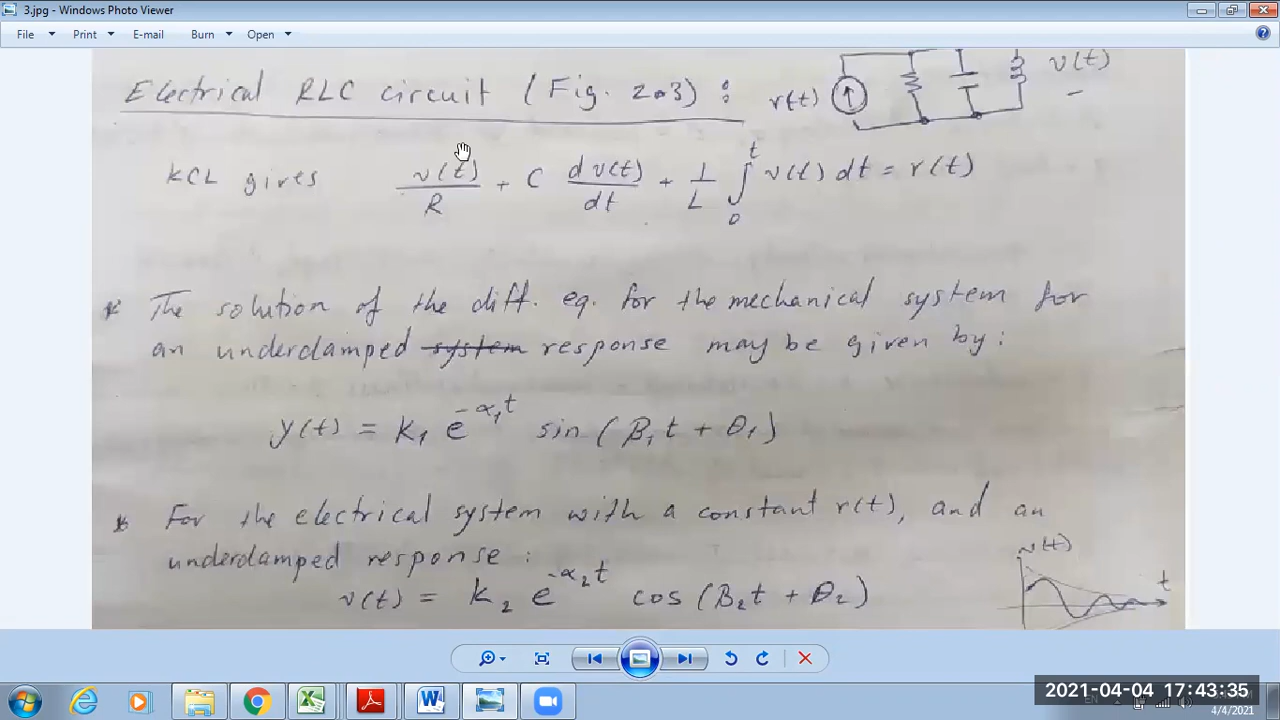 3.jpg - Windows Photo Viewer
File Print E-mail Burn Open
Electrical RLC circuit (Fig. 2.3) :
r(t) v(t)
-
KCL gives v(t)/R + C dv(t)/dt + 1/L ∫₀ᵗ v(t) dt = r(t)
* The solution of the diff. eq. for the mechanical system for
an underdamped system response may be given by :
y(t) = K₁ e^-α₁t sin (β₁t + θ₁)
* For the electrical system with a constant r(t), and an
underdamped response :
v(t) = K₂ e^-α₂t cos (β₂t + θ₂)
v(t)
t
2021-04-04 17:43:35
EN
4/4/2021